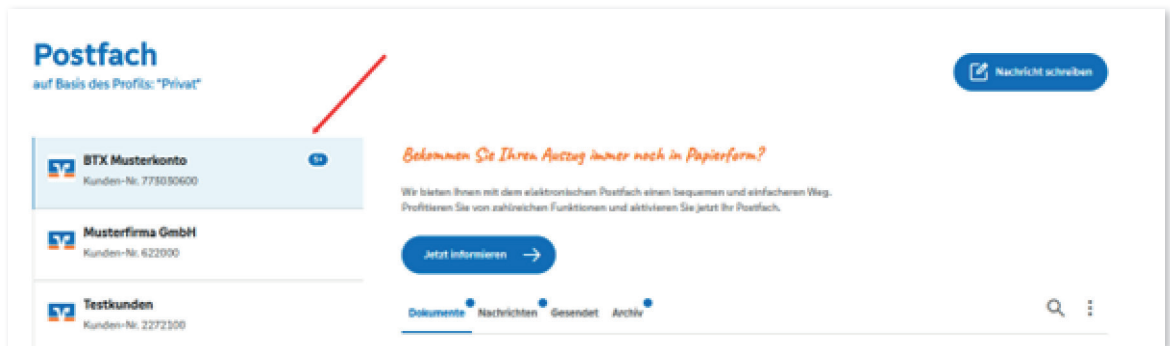 Postfach
auf Basis des Profils: "Privat"
Nachricht schreiben
BTX Musterkonto
5+
Kunden-Nr. 773030600
Musterfirma GmbH
Kunden-Nr. 622000
Testkunden
Kunden-Nr. 2272100
Bekommen Sie Ihren Auszug immer noch in Papierform?
Wir bieten Ihnen mit dem elektronischen Postfach einen bequemen und einfacheren Weg.
Profitieren Sie von zahlreichen Funktionen und aktivieren Sie jetzt Ihr Postfach.
Jetzt informieren
Dokumente Nachrichten Gesendet Archiv